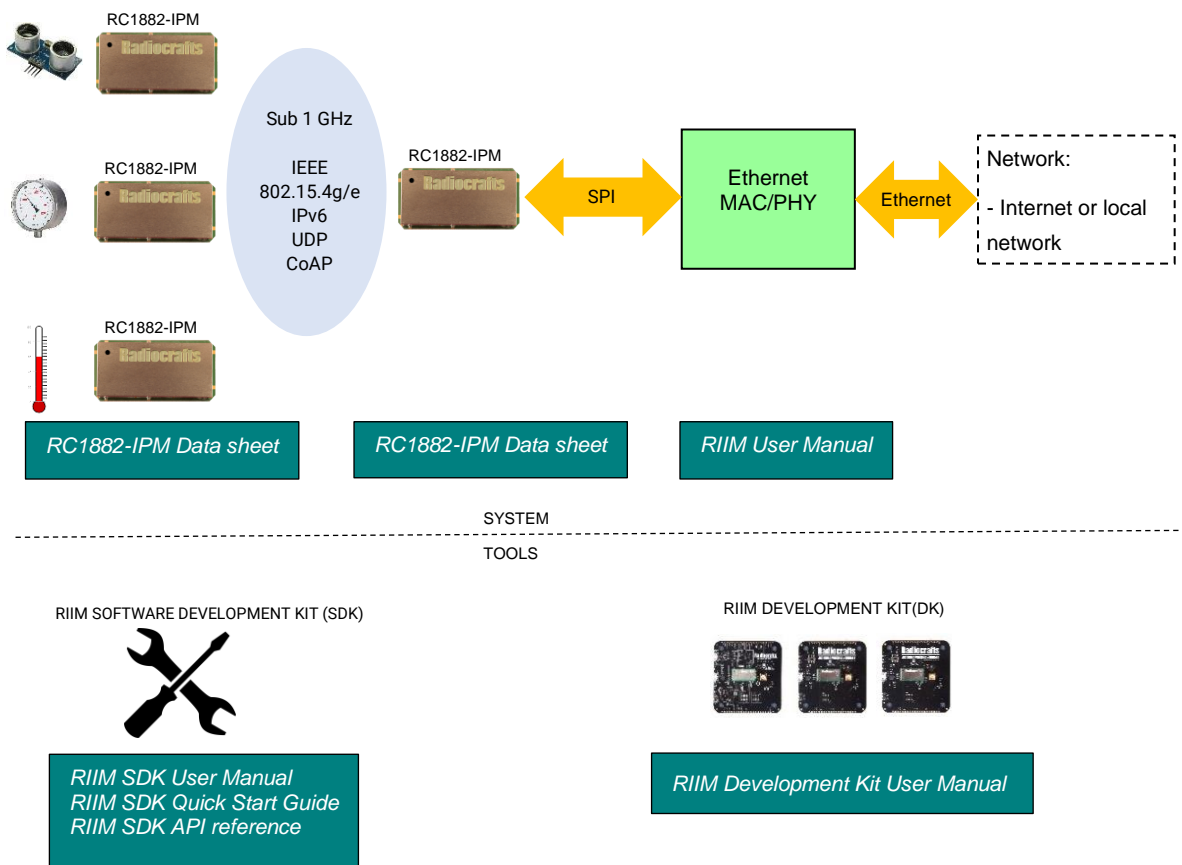 RC1882-IPM
Radiocrafts
Sub 1 GHz
IEEE
802.15.4g/e
IPv6
UDP
CoAP
RC1882-IPM
Radiocrafts
RC1882-IPM
Radiocrafts
SPI
Ethernet
MAC/PHY
Ethernet
Network:
- Internet or local
network
RC1882-IPM
Radiocrafts
RC1882-IPM Data sheet
RC1882-IPM Data sheet
RIIM User Manual
SYSTEM
TOOLS
RIIM SOFTWARE DEVELOPMENT KIT (SDK)
RIIM DEVELOPMENT KIT(DK)
Radiocrafts
Radiocrafts
RIIM SDK User Manual
RIIM SDK Quick Start Guide
RIIM SDK API reference
RIIM Development Kit User Manual